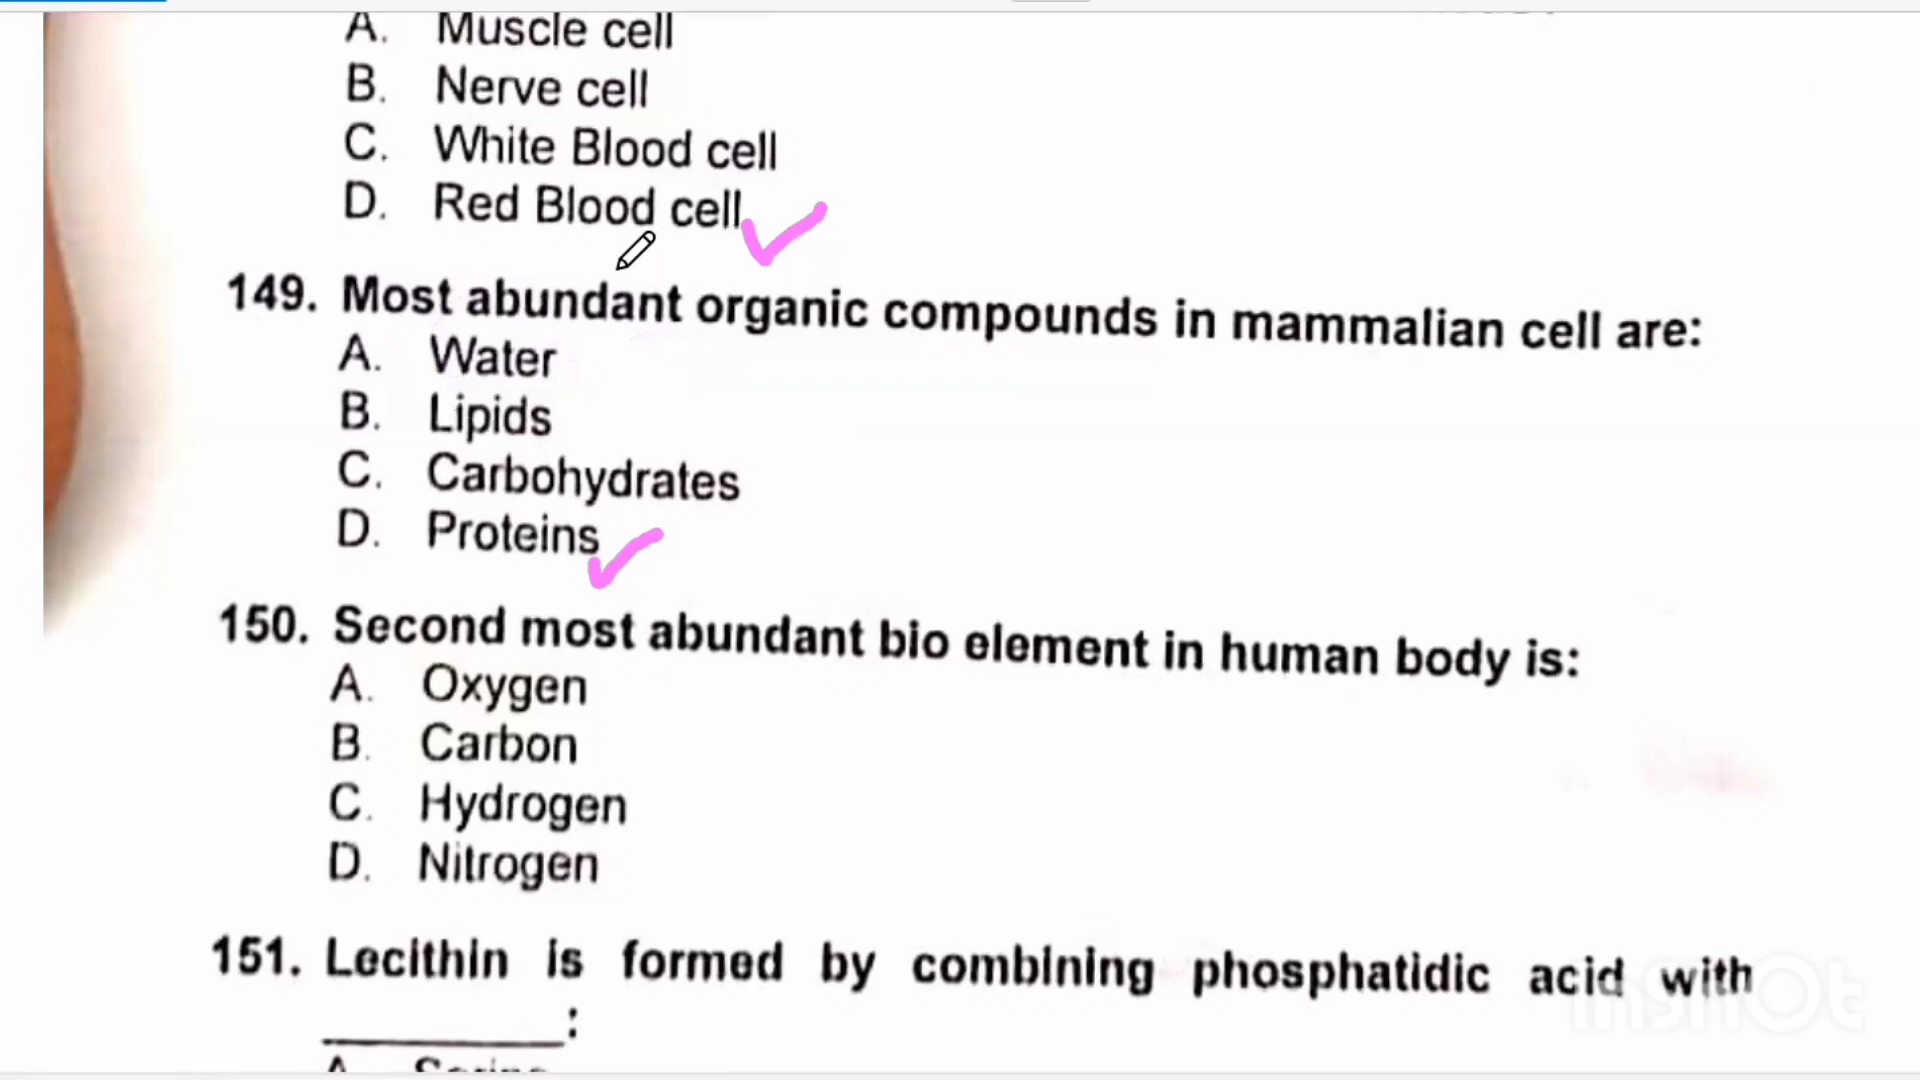 A. Muscle cell
B. Nerve cell
C. White Blood cell
D. Red Blood cell
149. Most abundant organic compounds in mammalian cell are:
A. Water
B. Lipids
C. Carbohydrates
D. Proteins
150. Second most abundant bio element in human body is:
A. Oxygen
B. Carbon
C. Hydrogen
D. Nitrogen
151. Lecithin is formed by combining phosphatidic acid with
__________:
A.
inshot